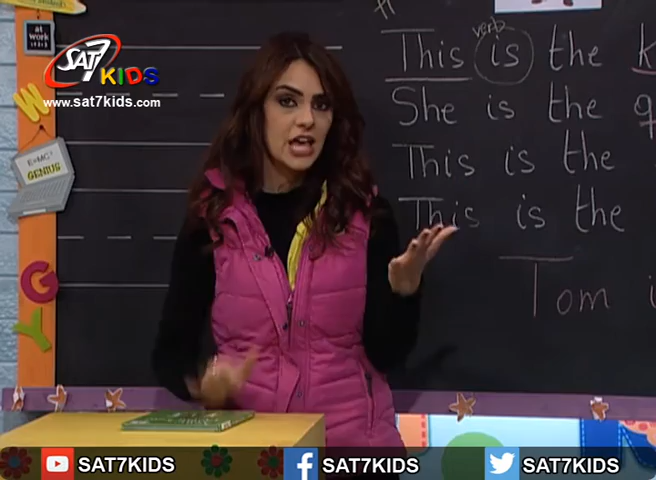 at work
SAT7 KIDS
www.sat7kids.com
W
E=MC²
GENIUS
G
Y
verb
This is the
She is the
This is the
This is the
Tom
SAT7KIDS
SAT7KIDS
SAT7KIDS